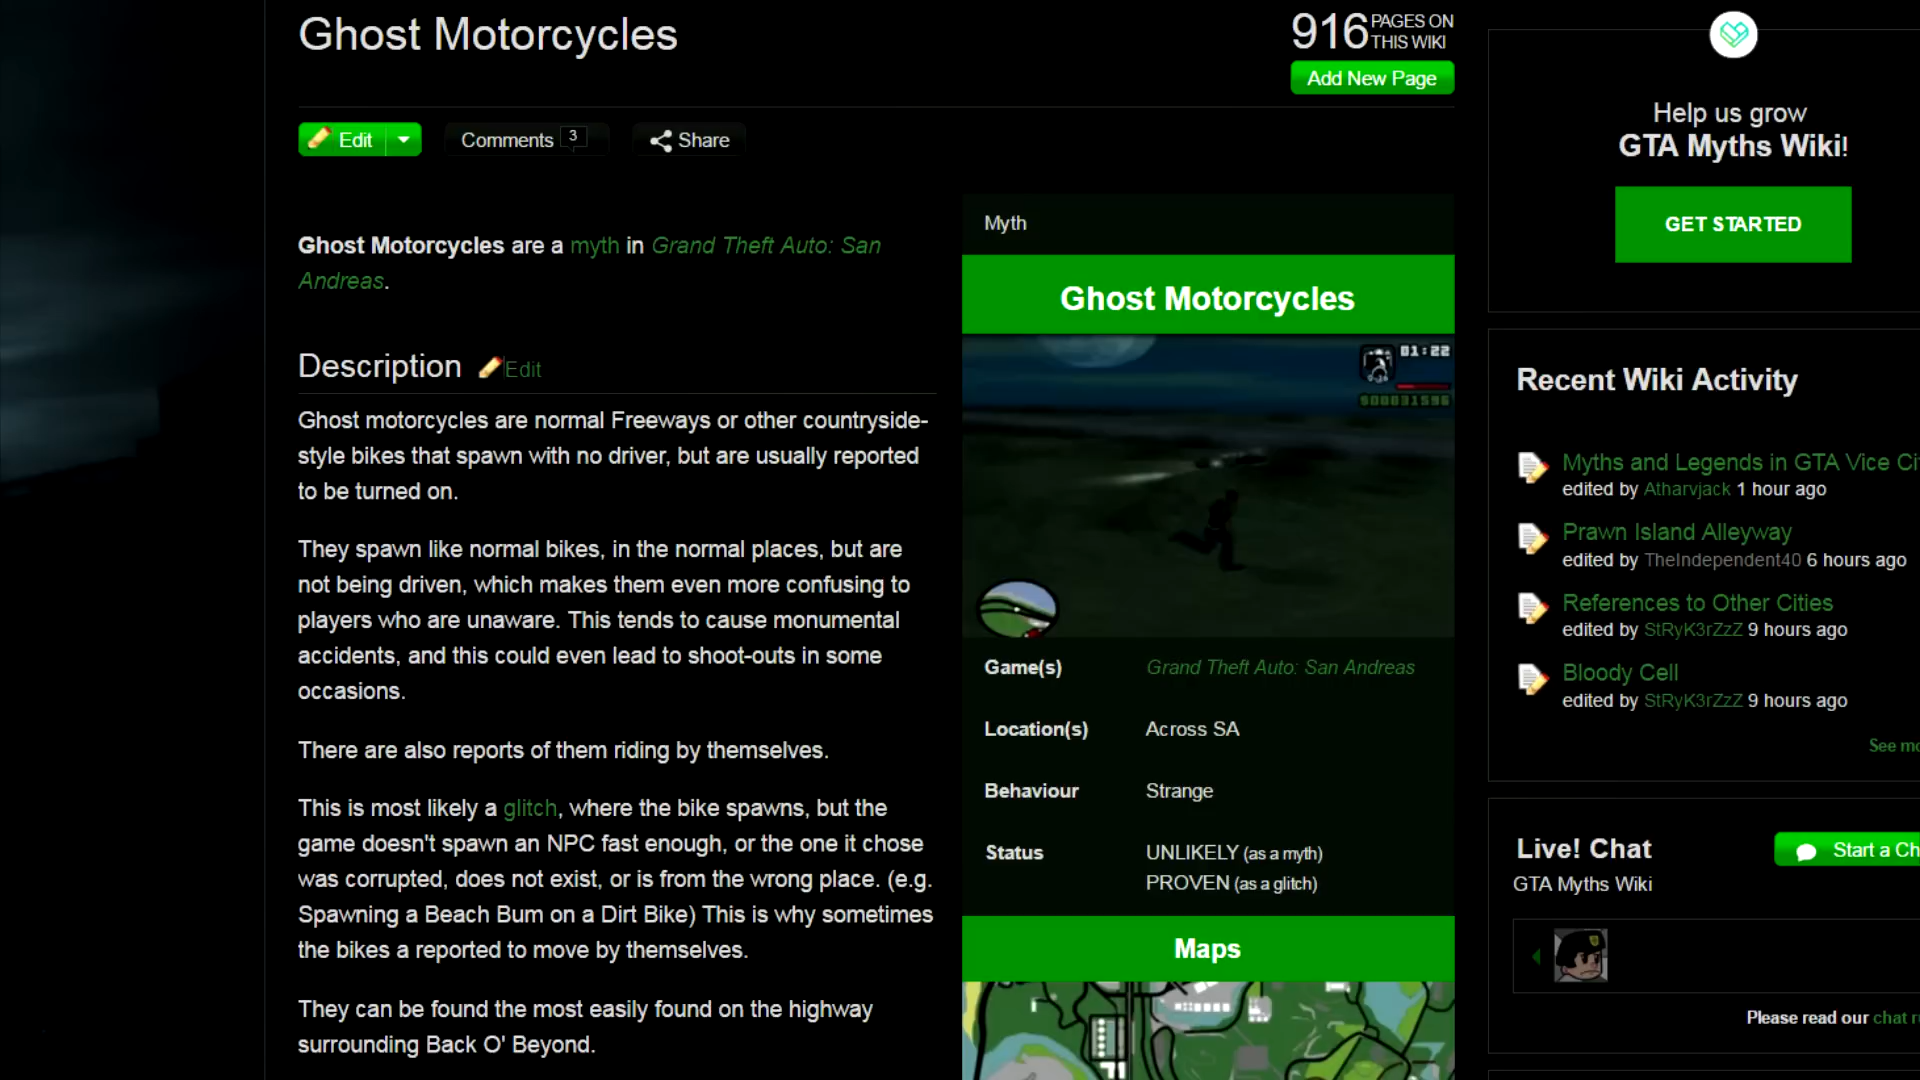 Ghost Motorcycles
916 PAGES ON
THIS WIKI
Add New Page
Edit
Comments 3
Share
Ghost Motorcycles are a myth in Grand Theft Auto: San
Andreas.
Description Edit
Ghost motorcycles are normal Freeways or other countryside-
style bikes that spawn with no driver, but are usually reported
to be turned on.
They spawn like normal bikes, in the normal places, but are
not being driven, which makes them even more confusing to
players who are unaware. This tends to cause monumental
accidents, and this could even lead to shoot-outs in some
occasions.
There are also reports of them riding by themselves.
This is most likely a glitch, where the bike spawns, but the
game doesn't spawn an NPC fast enough, or the one it chose
was corrupted, does not exist, or is from the wrong place. (e.g.
Spawning a Beach Bum on a Dirt Bike) This is why sometimes
the bikes a reported to move by themselves.
They can be found the most easily found on the highway
surrounding Back O' Beyond.
Myth
Ghost Motorcycles
01:22
Game(s) Grand Theft Auto: San Andreas
Location(s) Across SA
Behaviour Strange
Status UNLIKELY (as a myth)
PROVEN (as a glitch)
Maps
Help us grow
GTA Myths Wiki!
GET STARTED
Recent Wiki Activity
Myths and Legends in GTA Vice Ci
edited by Atharvjack 1 hour ago
Prawn Island Alleyway
edited by TheIndependent40 6 hours ago
References to Other Cities
edited by StRyK3rZzZ 9 hours ago
Bloody Cell
edited by StRyK3rZzZ 9 hours ago
See mo
Live! Chat
Start a Ch
GTA Myths Wiki
Please read our chat ru